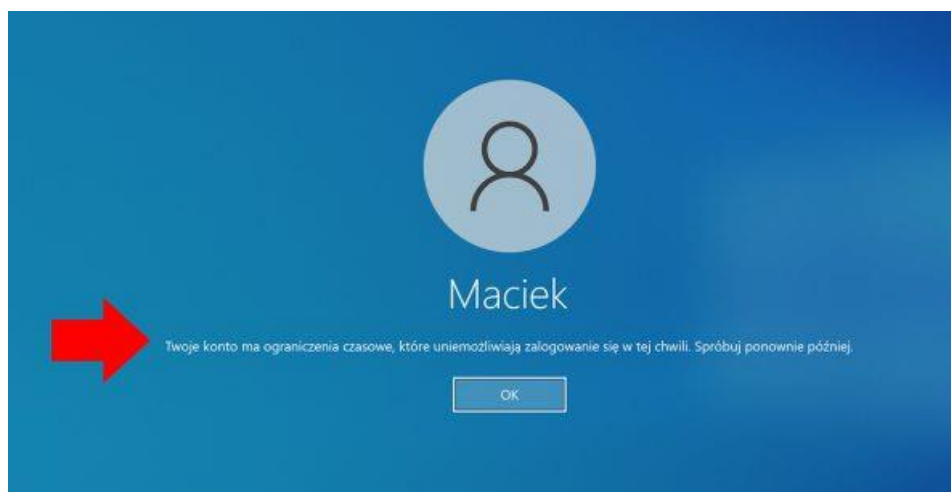 Maciek
Twoje konto ma ograniczenia czasowe, które uniemożliwiają zalogowanie się w tej chwili. Spróbuj ponownie później.
OK